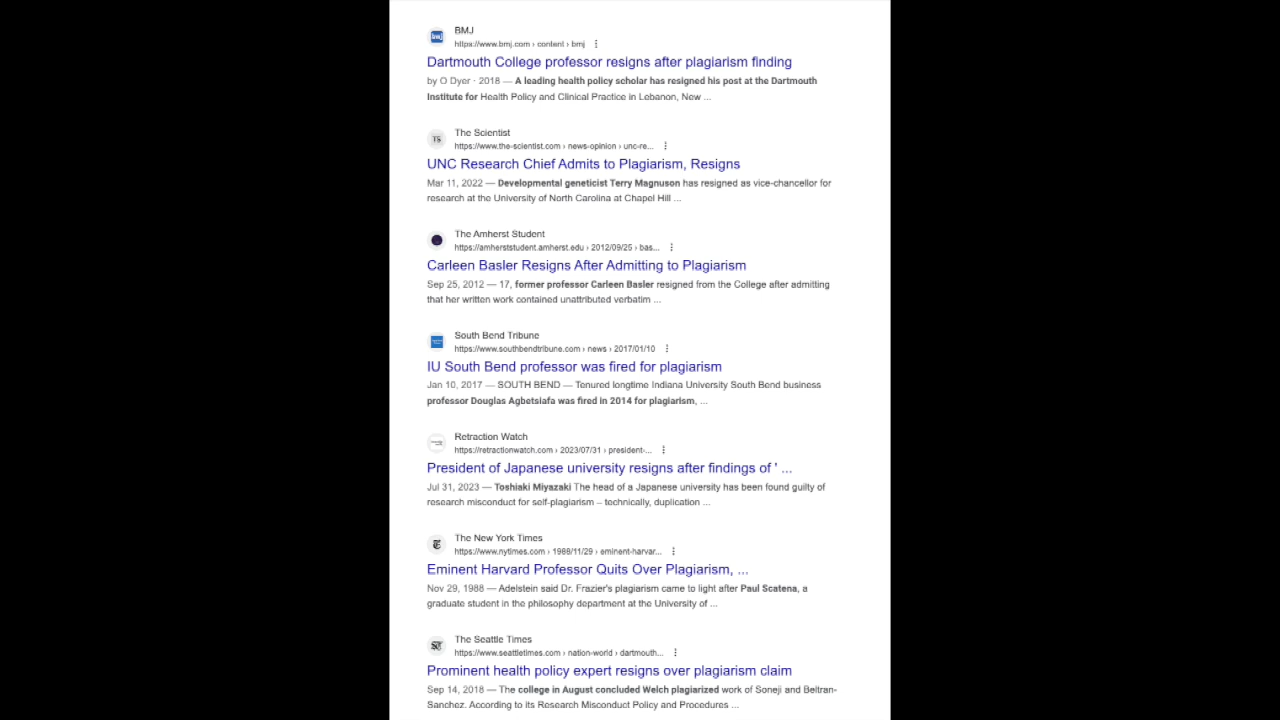 BMJ
https://www.bmj.com › content › bmj
Dartmouth College professor resigns after plagiarism finding
by O Dyer · 2018 — A leading health policy scholar has resigned his post at the Dartmouth
Institute for Health Policy and Clinical Practice in Lebanon, New ...
TS
The Scientist
https://www.the-scientist.com › news-opinion › unc-re...
UNC Research Chief Admits to Plagiarism, Resigns
Mar 11, 2022 — Developmental geneticist Terry Magnuson has resigned as vice-chancellor for
research at the University of North Carolina at Chapel Hill ...
The Amherst Student
https://amherststudent.amherst.edu › 2012/09/25 › bas...
Carleen Basler Resigns After Admitting to Plagiarism
Sep 25, 2012 — 17, former professor Carleen Basler resigned from the College after admitting
that her written work contained unattributed verbatim ...
South Bend Tribune
https://www.southbendtribune.com › news › 2017/01/10
IU South Bend professor was fired for plagiarism
Jan 10, 2017 — SOUTH BEND — Tenured longtime Indiana University South Bend business
professor Douglas Agbetsiafa was fired in 2014 for plagiarism, ...
Retraction Watch
https://retractionwatch.com › 2023/07/31 › president-...
President of Japanese university resigns after findings of ' ...
Jul 31, 2023 — Toshiaki Miyazaki The head of a Japanese university has been found guilty of
research misconduct for self-plagiarism – technically, duplication ...
The New York Times
https://www.nytimes.com › 1988/11/29 › eminent-harvar...
Eminent Harvard Professor Quits Over Plagiarism, ...
Nov 29, 1988 — Adelstein said Dr. Frazier's plagiarism came to light after Paul Scatena, a
graduate student in the philosophy department at the University of ...
The Seattle Times
https://www.seattletimes.com › nation-world › dartmouth...
Prominent health policy expert resigns over plagiarism claim
Sep 14, 2018 — The college in August concluded Welch plagiarized work of Soneji and Beltran-
Sanchez. According to its Research Misconduct Policy and Procedures ...